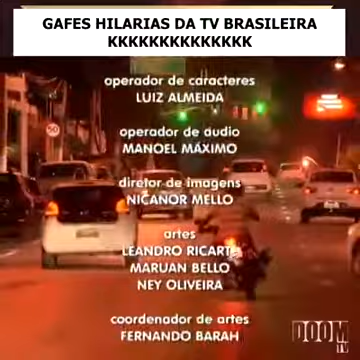 GAFES HILARIAS DA TV BRASILEIRA
KKKKKKKKKKKKKK
operador de caracteres
LUIZ ALMEIDA
operador de áudio
MANOEL MÁXIMO
diretor de imagens
NICANOR MELLO
artes
LEANDRO RICARTE
MARUAN BELLO
NEY OLIVEIRA
coordenador de artes
FERNANDO BARAH
50
DOOM
TV